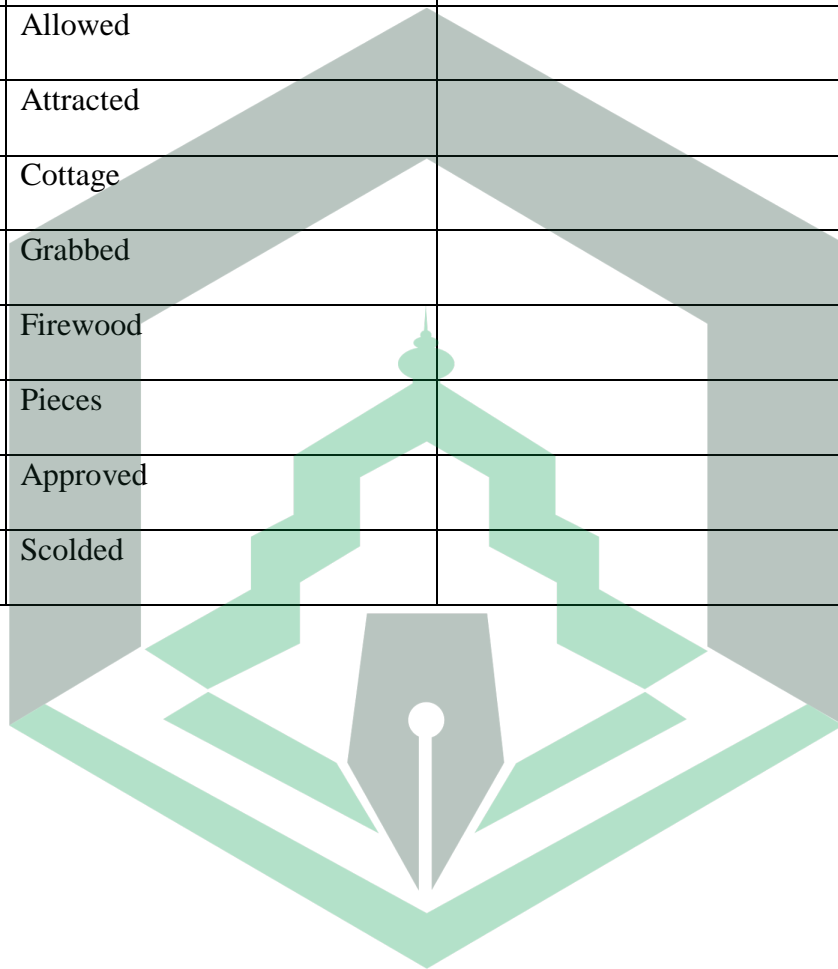 Allowed
Attracted
Cottage
Grabbed
Firewood
Pieces
Approved
Scolded